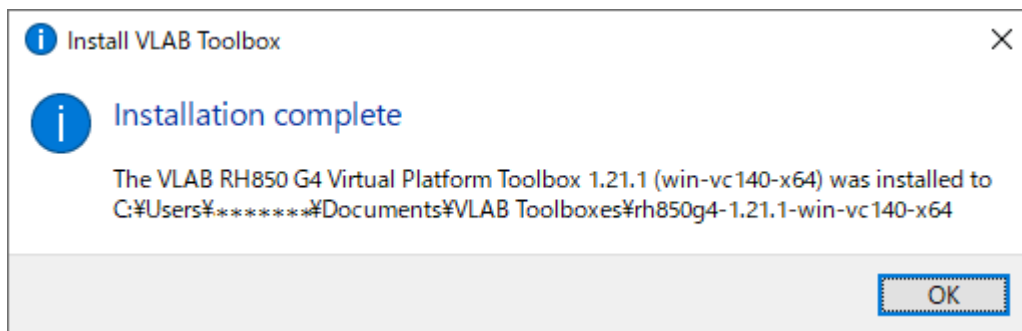 Install VLAB Toolbox
Installation complete
The VLAB RH850 G4 Virtual Platform Toolbox 1.21.1 (win-vc140-x64) was installed to
C:¥Users¥*******¥Documents¥VLAB Toolboxes¥rh850g4-1.21.1-win-vc140-x64
OK